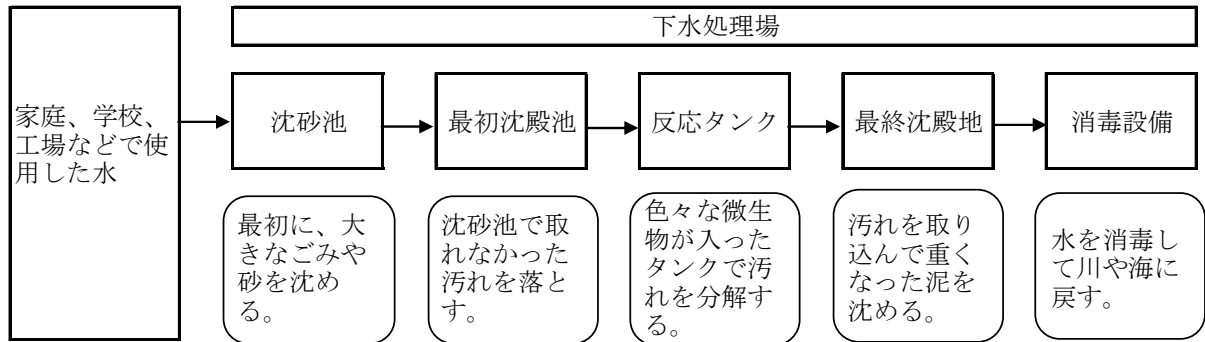 下水処理場
家庭、学校、
工場などで使
用した水
沈砂池
最初沈殿池
反応タンク
最終沈殿地
消毒設備
最初に、大
きなごみや
砂を沈め
る。
沈砂池で取
れなかった
汚れを落と
す。
色々な微生
物が入った
タンクで汚
れを分解す
る。
汚れを取り
込んで重く
なった泥を
沈める。
水を消毒し
て川や海に
戻す。